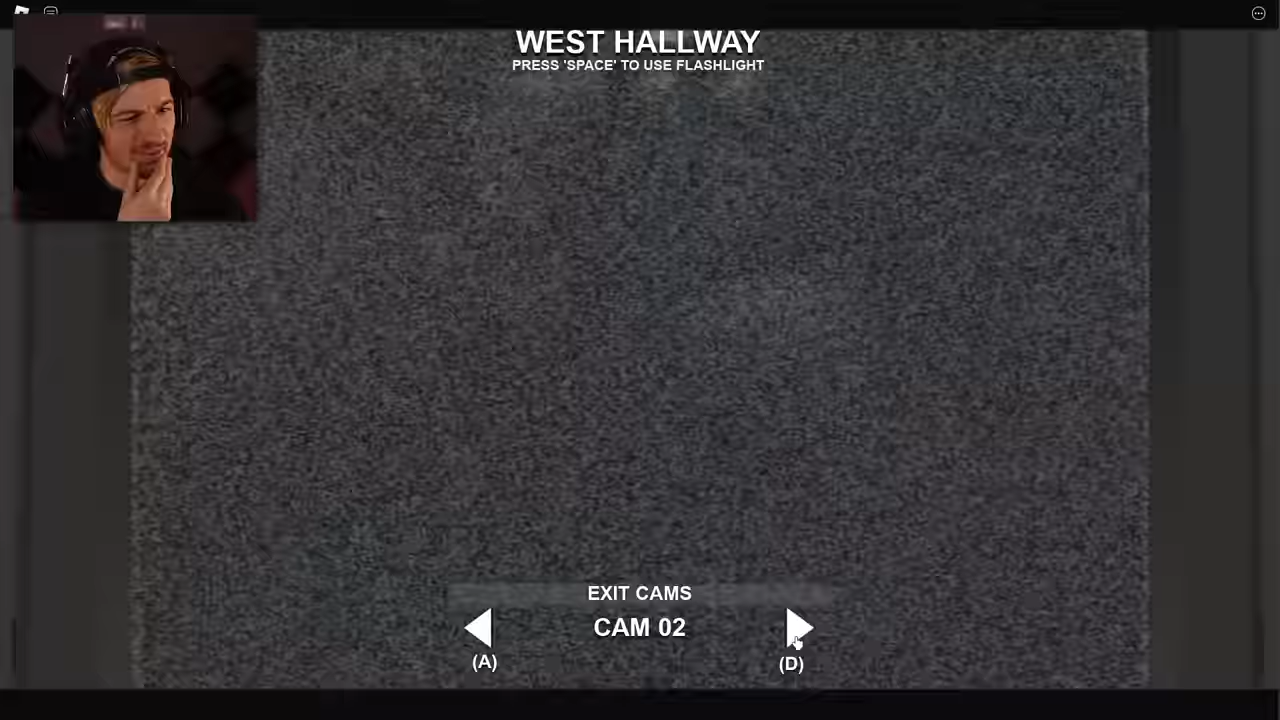 WEST HALLWAY
PRESS 'SPACE' TO USE FLASHLIGHT
EXIT CAMS
CAM 02
(A)
(D)